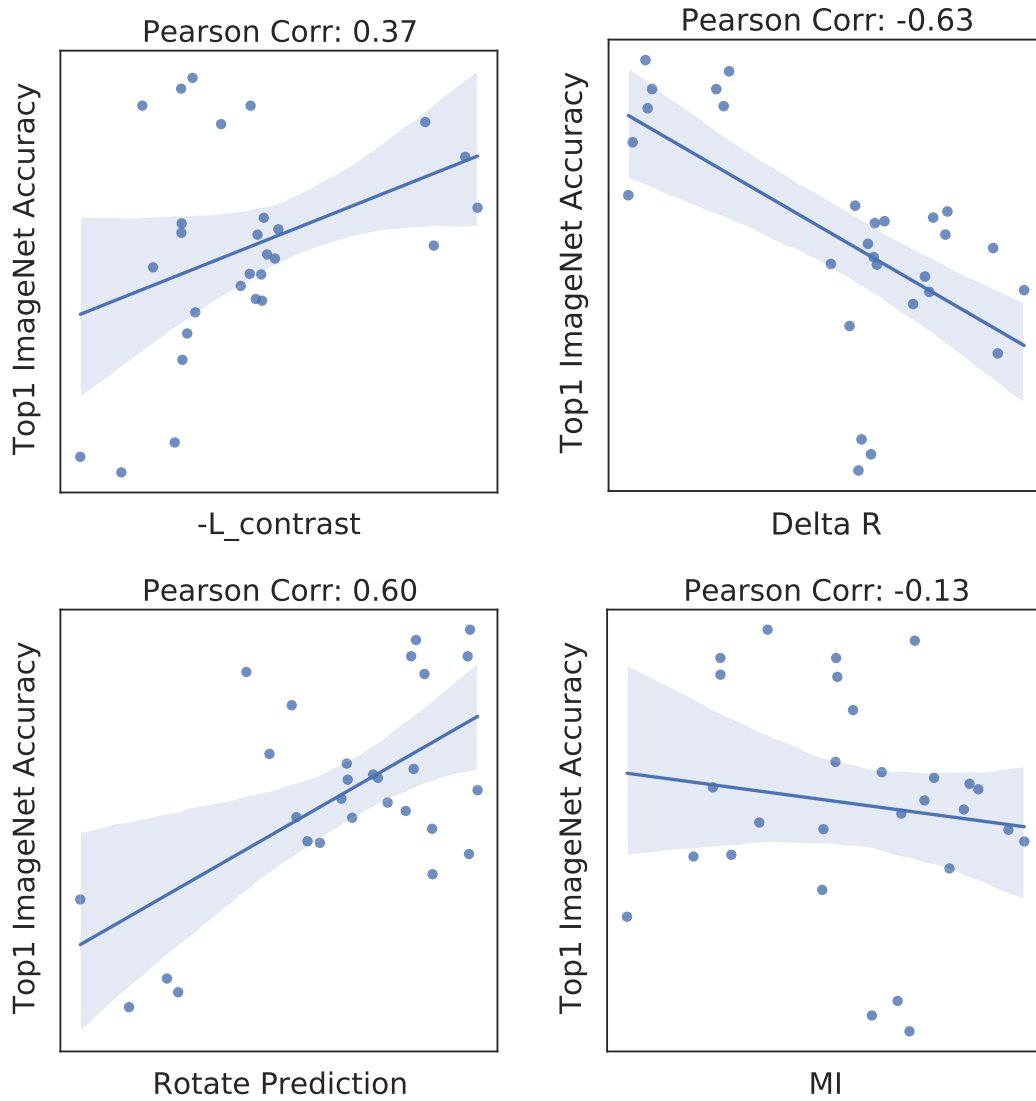 Pearson Corr: 0.37
Top1 ImageNet Accuracy
-L_contrast
Pearson Corr: -0.63
Top1 ImageNet Accuracy
Delta R
Pearson Corr: 0.60
Top1 ImageNet Accuracy
Rotate Prediction
Pearson Corr: -0.13
Top1 ImageNet Accuracy
MI